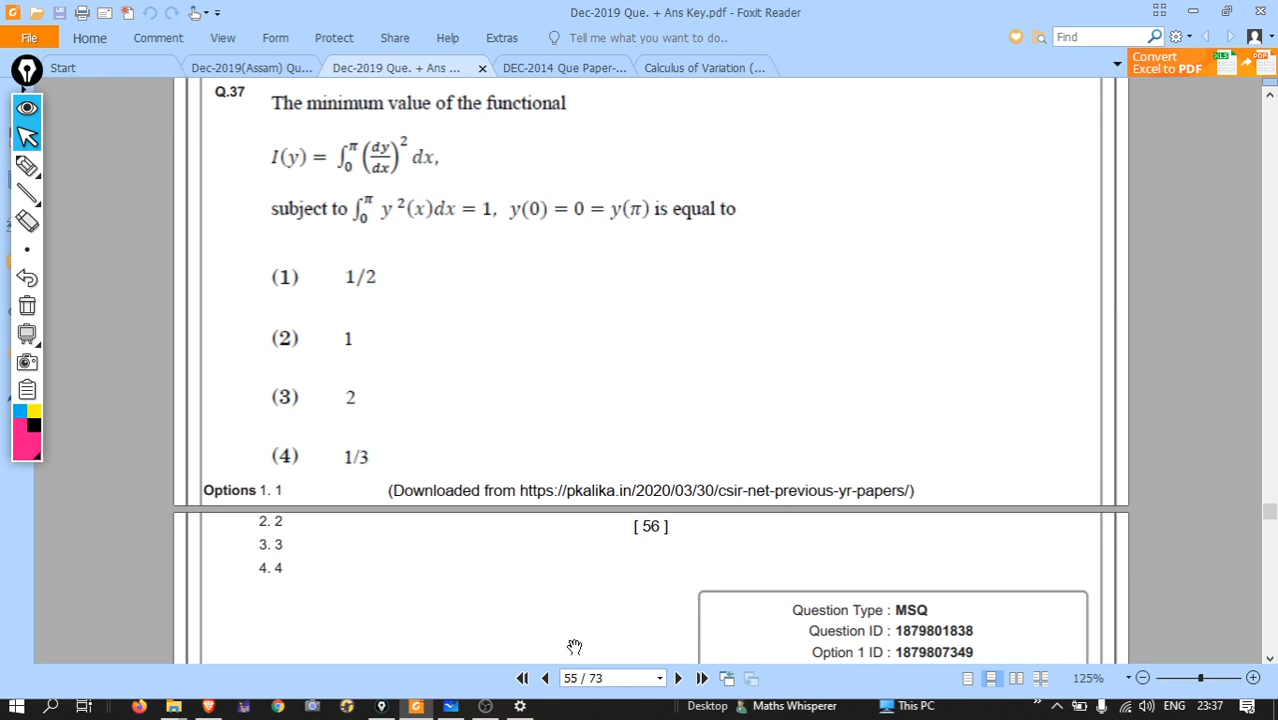 Dec-2019 Que. + Ans Key.pdf - Foxit Reader
File Home Comment View Form Protect Share Help Extras Tell me what you want to do.. Find
Start Dec-2019(Assam) Qu... Dec-2019 Que. + Ans ... DEC-2014 Que Paper-... Calculus of Variation (...
Convert
Excel to PDF
Q.37
The minimum value of the functional
I(y) = ∫₀^π (dy/dx)² dx,
subject to ∫₀^π y ²(x)dx = 1, y(0) = 0 = y(π) is equal to
(1) 1/2
(2) 1
(3) 2
(4) 1/3
Options 1. 1 (Downloaded from https://pkalika.in/2020/03/30/csir-net-previous-yr-papers/)
2. 2 [ 56 ]
3. 3
4. 4
Question Type : MSQ
Question ID : 1879801838
Option 1 ID : 1879807349
55 / 73 125%
Desktop Maths Whisperer This PC ENG 23:37